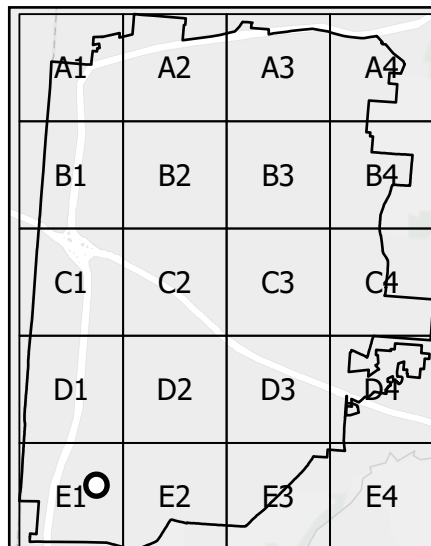 A1 A2 A3 A4
B1 B2 B3 B4
C1 C2 C3 C4
D1 D2 D3 D4
E1 E2 E3 E4